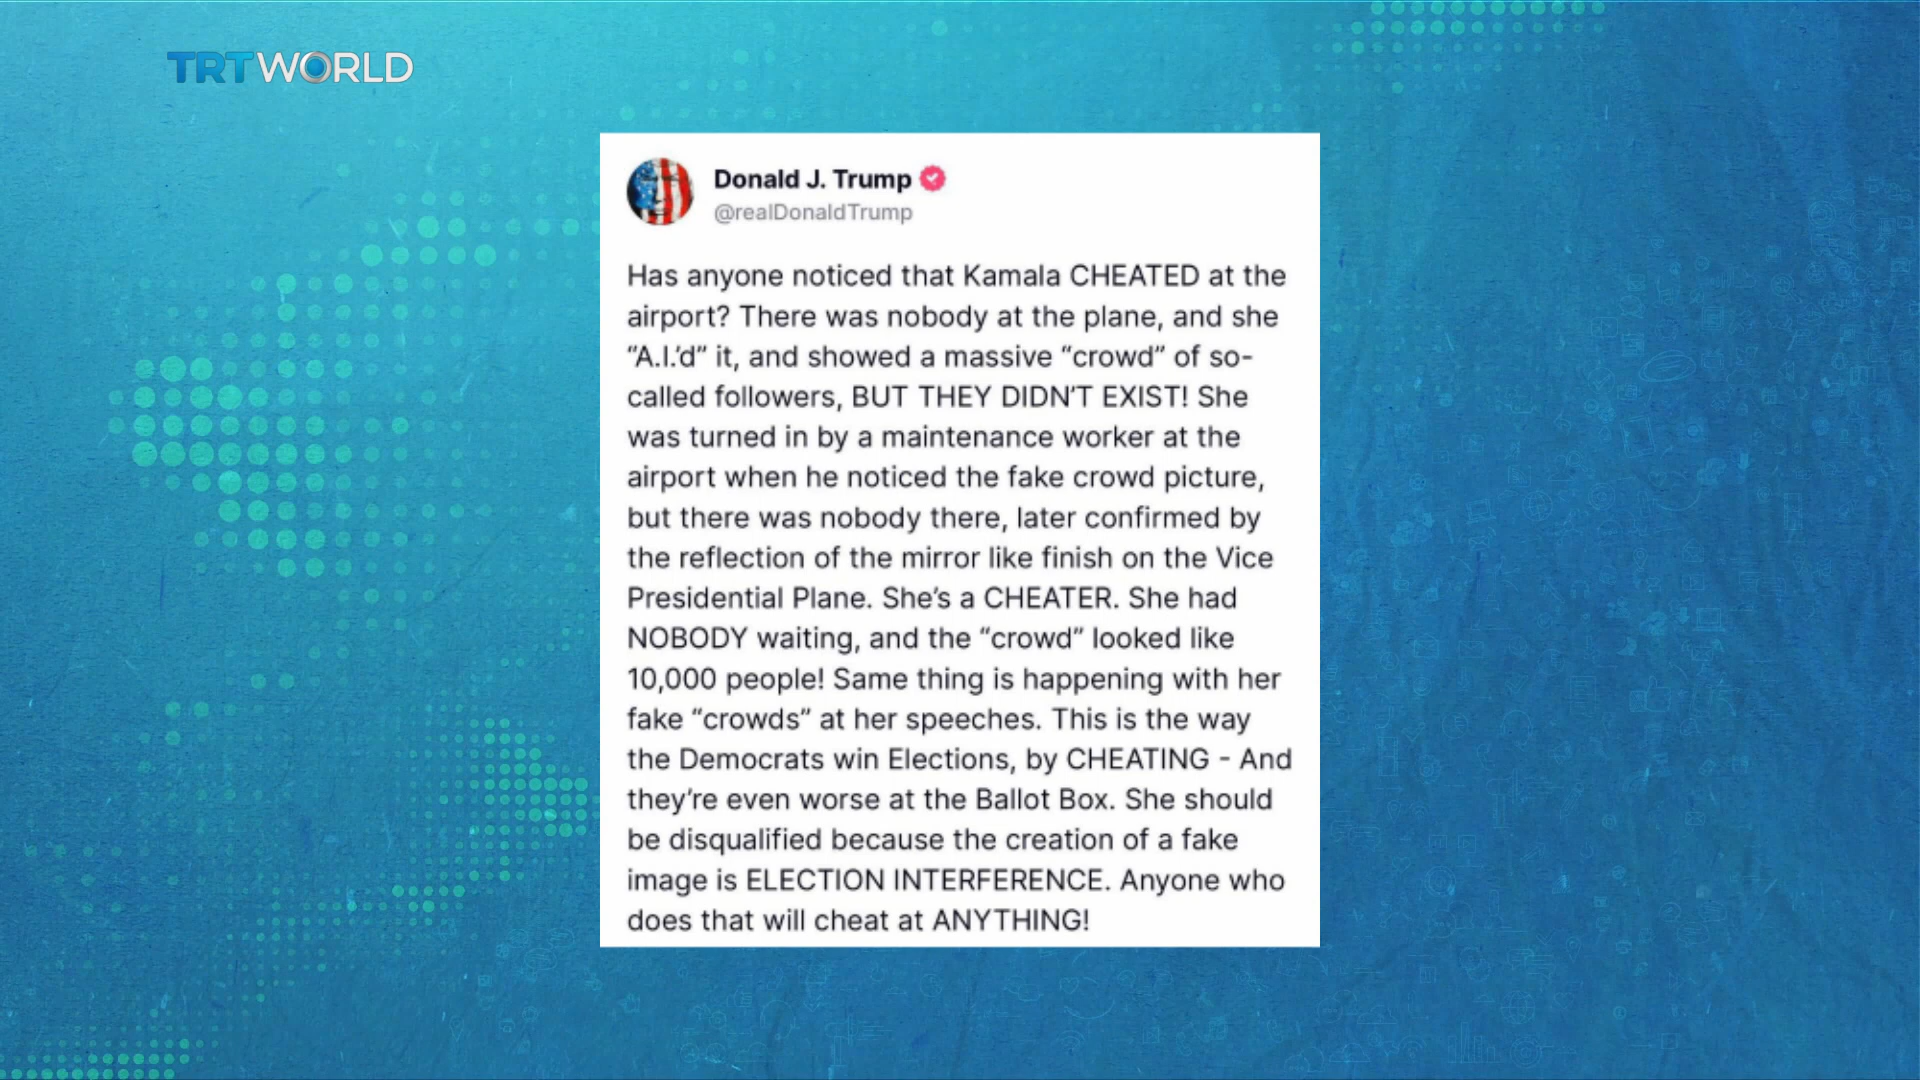 TRTWORLD
Donald J. Trump
@realDonaldTrump
Has anyone noticed that Kamala CHEATED at the
airport? There was nobody at the plane, and she
“A.I.’d” it, and showed a massive “crowd” of so-
called followers, BUT THEY DIDN’T EXIST! She
was turned in by a maintenance worker at the
airport when he noticed the fake crowd picture,
but there was nobody there, later confirmed by
the reflection of the mirror like finish on the Vice
Presidential Plane. She’s a CHEATER. She had
NOBODY waiting, and the “crowd” looked like
10,000 people! Same thing is happening with her
fake “crowds” at her speeches. This is the way
the Democrats win Elections, by CHEATING - And
they’re even worse at the Ballot Box. She should
be disqualified because the creation of a fake
image is ELECTION INTERFERENCE. Anyone who
does that will cheat at ANYTHING!